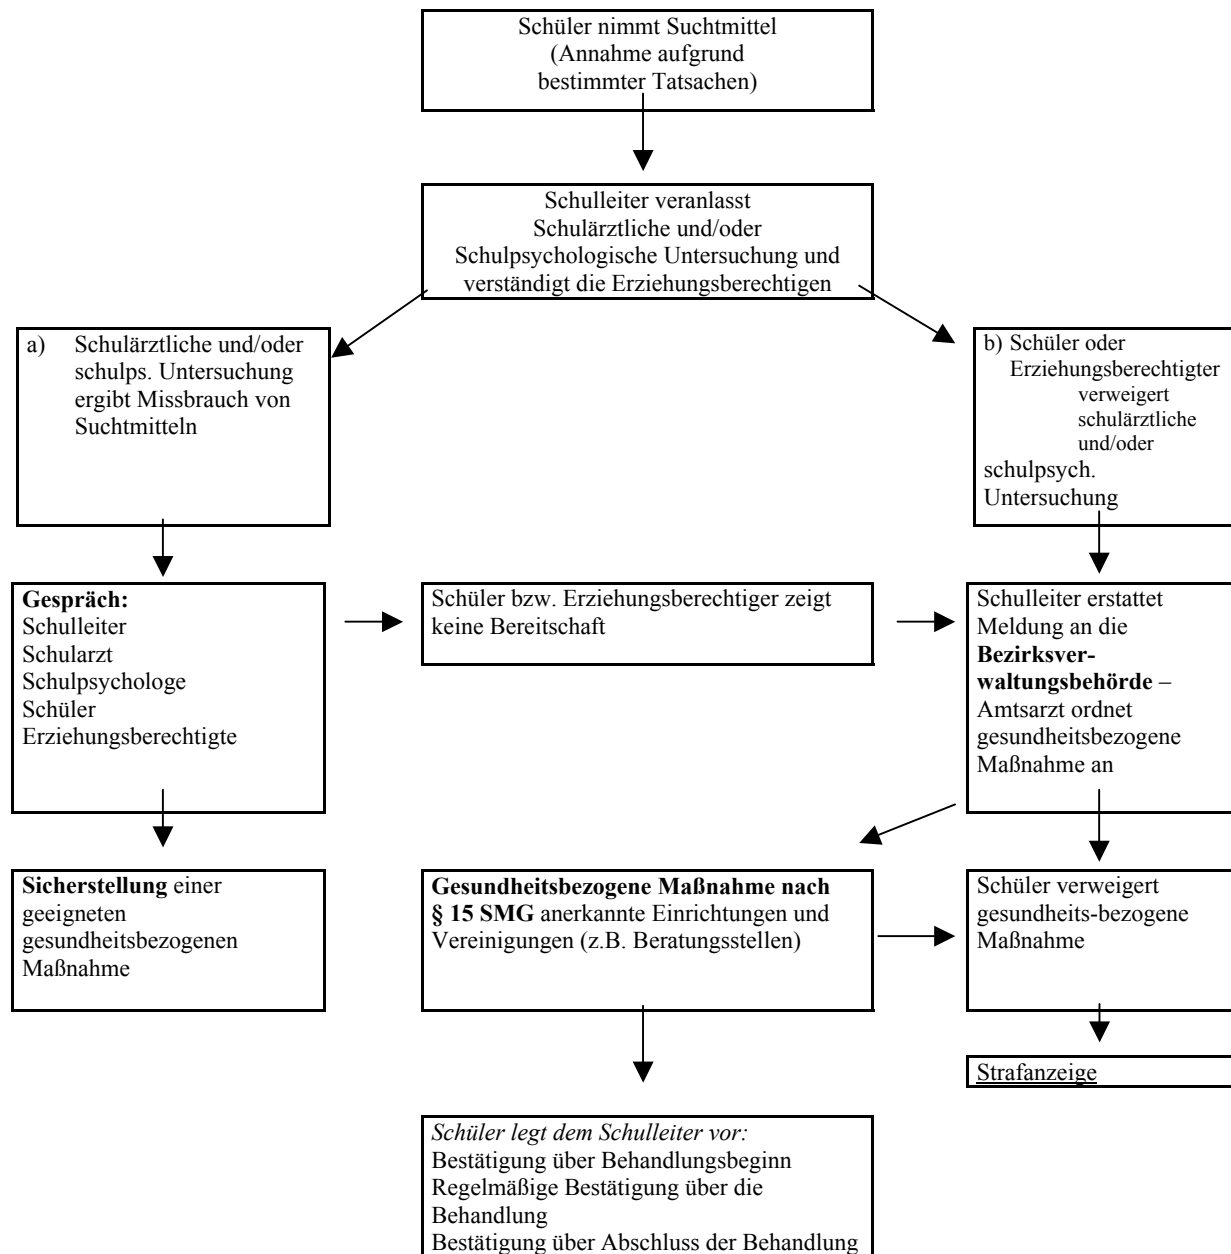 Schüler nimmt Suchtmittel
(Annahme aufgrund
bestimmter Tatsachen)
Schulleiter veranlasst
Schulärztliche und/oder
Schulpsychologische Untersuchung und
verständigt die Erziehungsberechtigen
a) Schulärztliche und/oder
schulps. Untersuchung
ergibt Missbrauch von
Suchtmitteln
b) Schüler oder
Erziehungsberechtigter
verweigert
schulärztliche
und/oder
schulpsych.
Untersuchung
Gespräch:
Schulleiter
Schularzt
Schulpsychologe
Schüler
Erziehungsberechtigte
Schüler bzw. Erziehungsberechtiger zeigt
keine Bereitschaft
Schulleiter erstattet
Meldung an die
Bezirksver-
waltungsbehörde –
Amtsarzt ordnet
gesundheitsbezogene
Maßnahme an
Sicherstellung einer
geeigneten
gesundheitsbezogenen
Maßnahme
Gesundheitsbezogene Maßnahme nach
§ 15 SMG anerkannte Einrichtungen und
Vereinigungen (z.B. Beratungsstellen)
Schüler verweigert
gesundheits-bezogene
Maßnahme
Strafanzeige
Schüler legt dem Schulleiter vor:
Bestätigung über Behandlungsbeginn
Regelmäßige Bestätigung über die
Behandlung
Bestätigung über Abschluss der Behandlung